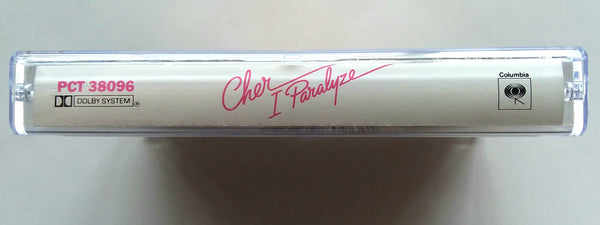 PCT 38096
DOLBY SYSTEM
Cher
I Paralyze
Columbia